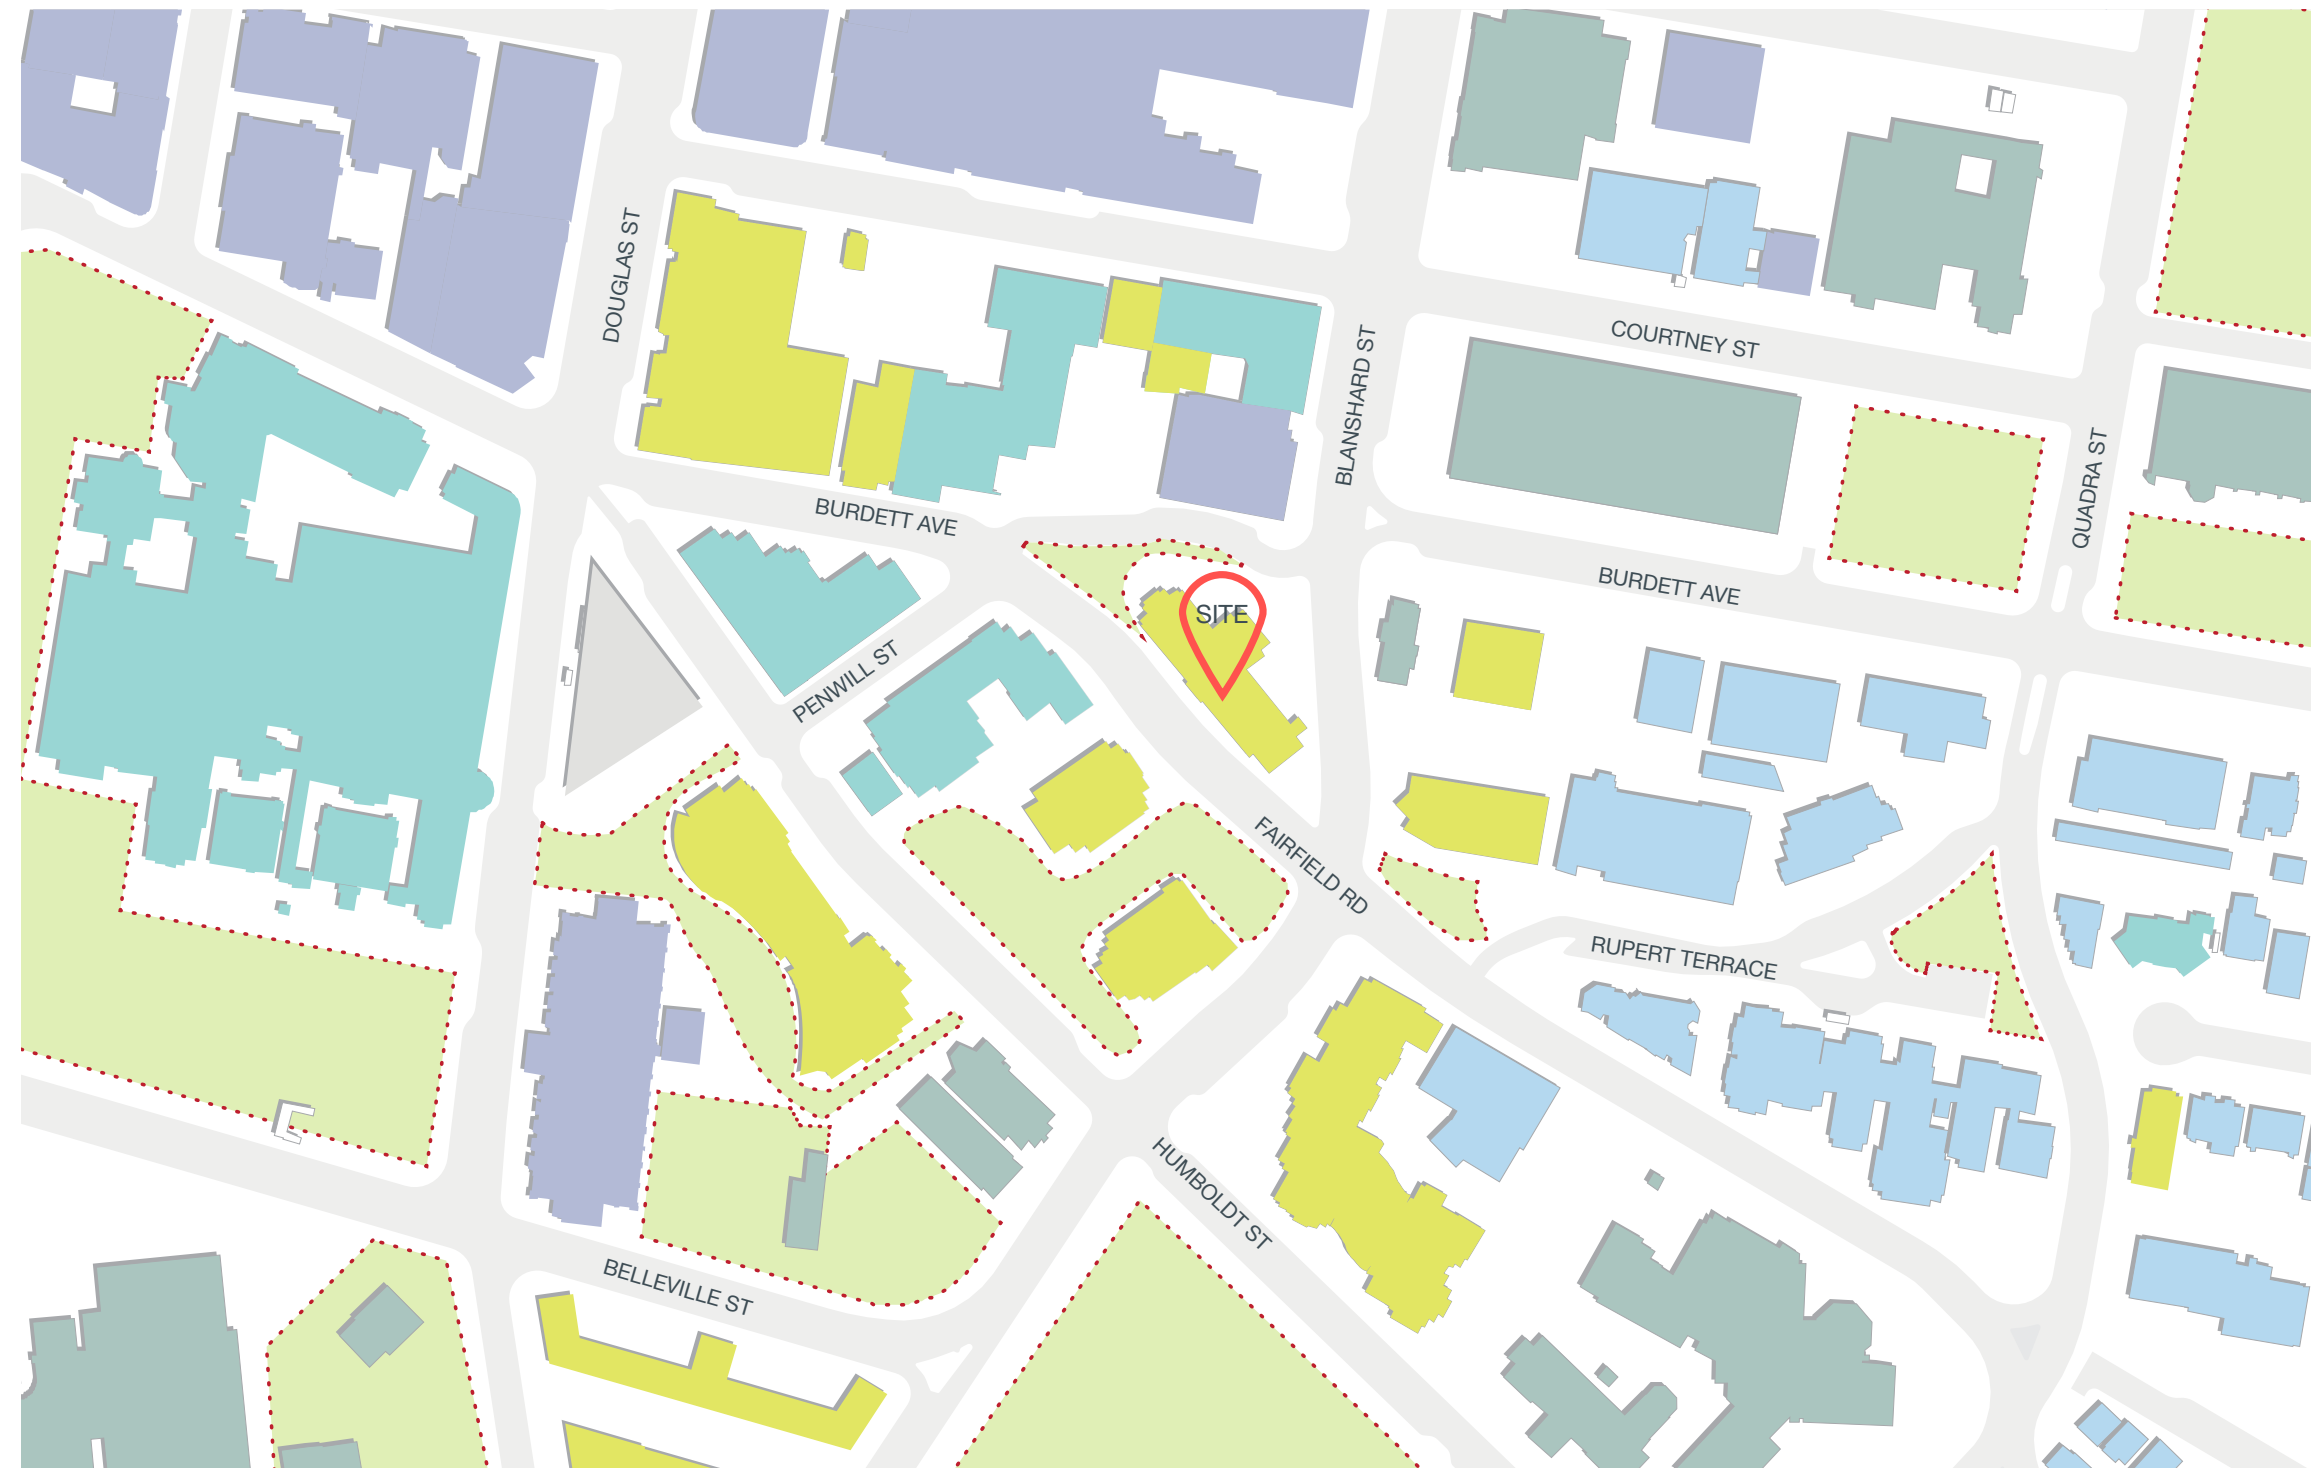 DOUGLAS ST
COURTNEY ST
BLANSHARD ST
QUADRA ST
BURDETT AVE
BURDETT AVE
SITE
PENWILL ST
FAIRFIELD RD
RUPERT TERRACE
HUMBOLDT ST
BELLEVILLE ST